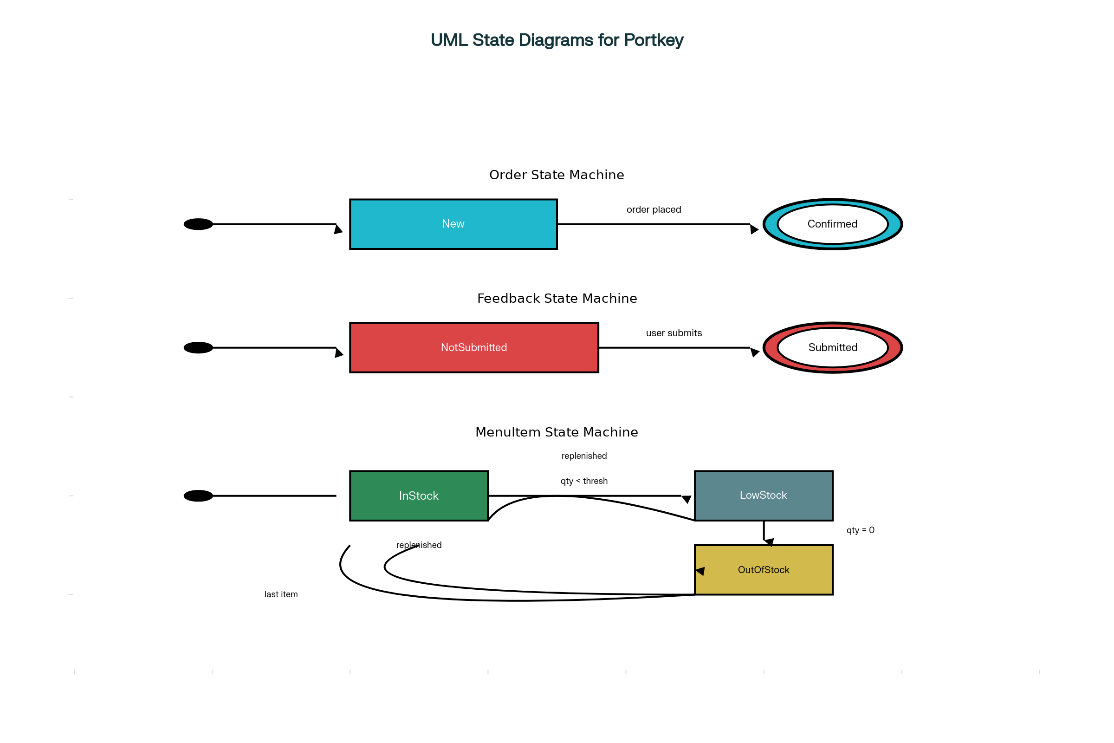 UML State Diagrams for Portkey
Order State Machine
New
order placed
Confirmed
Feedback State Machine
NotSubmitted
user submits
Submitted
MenuItem State Machine
replenished
qty < thresh
InStock
LowStock
qty = 0
replenished
OutOfStock
last item